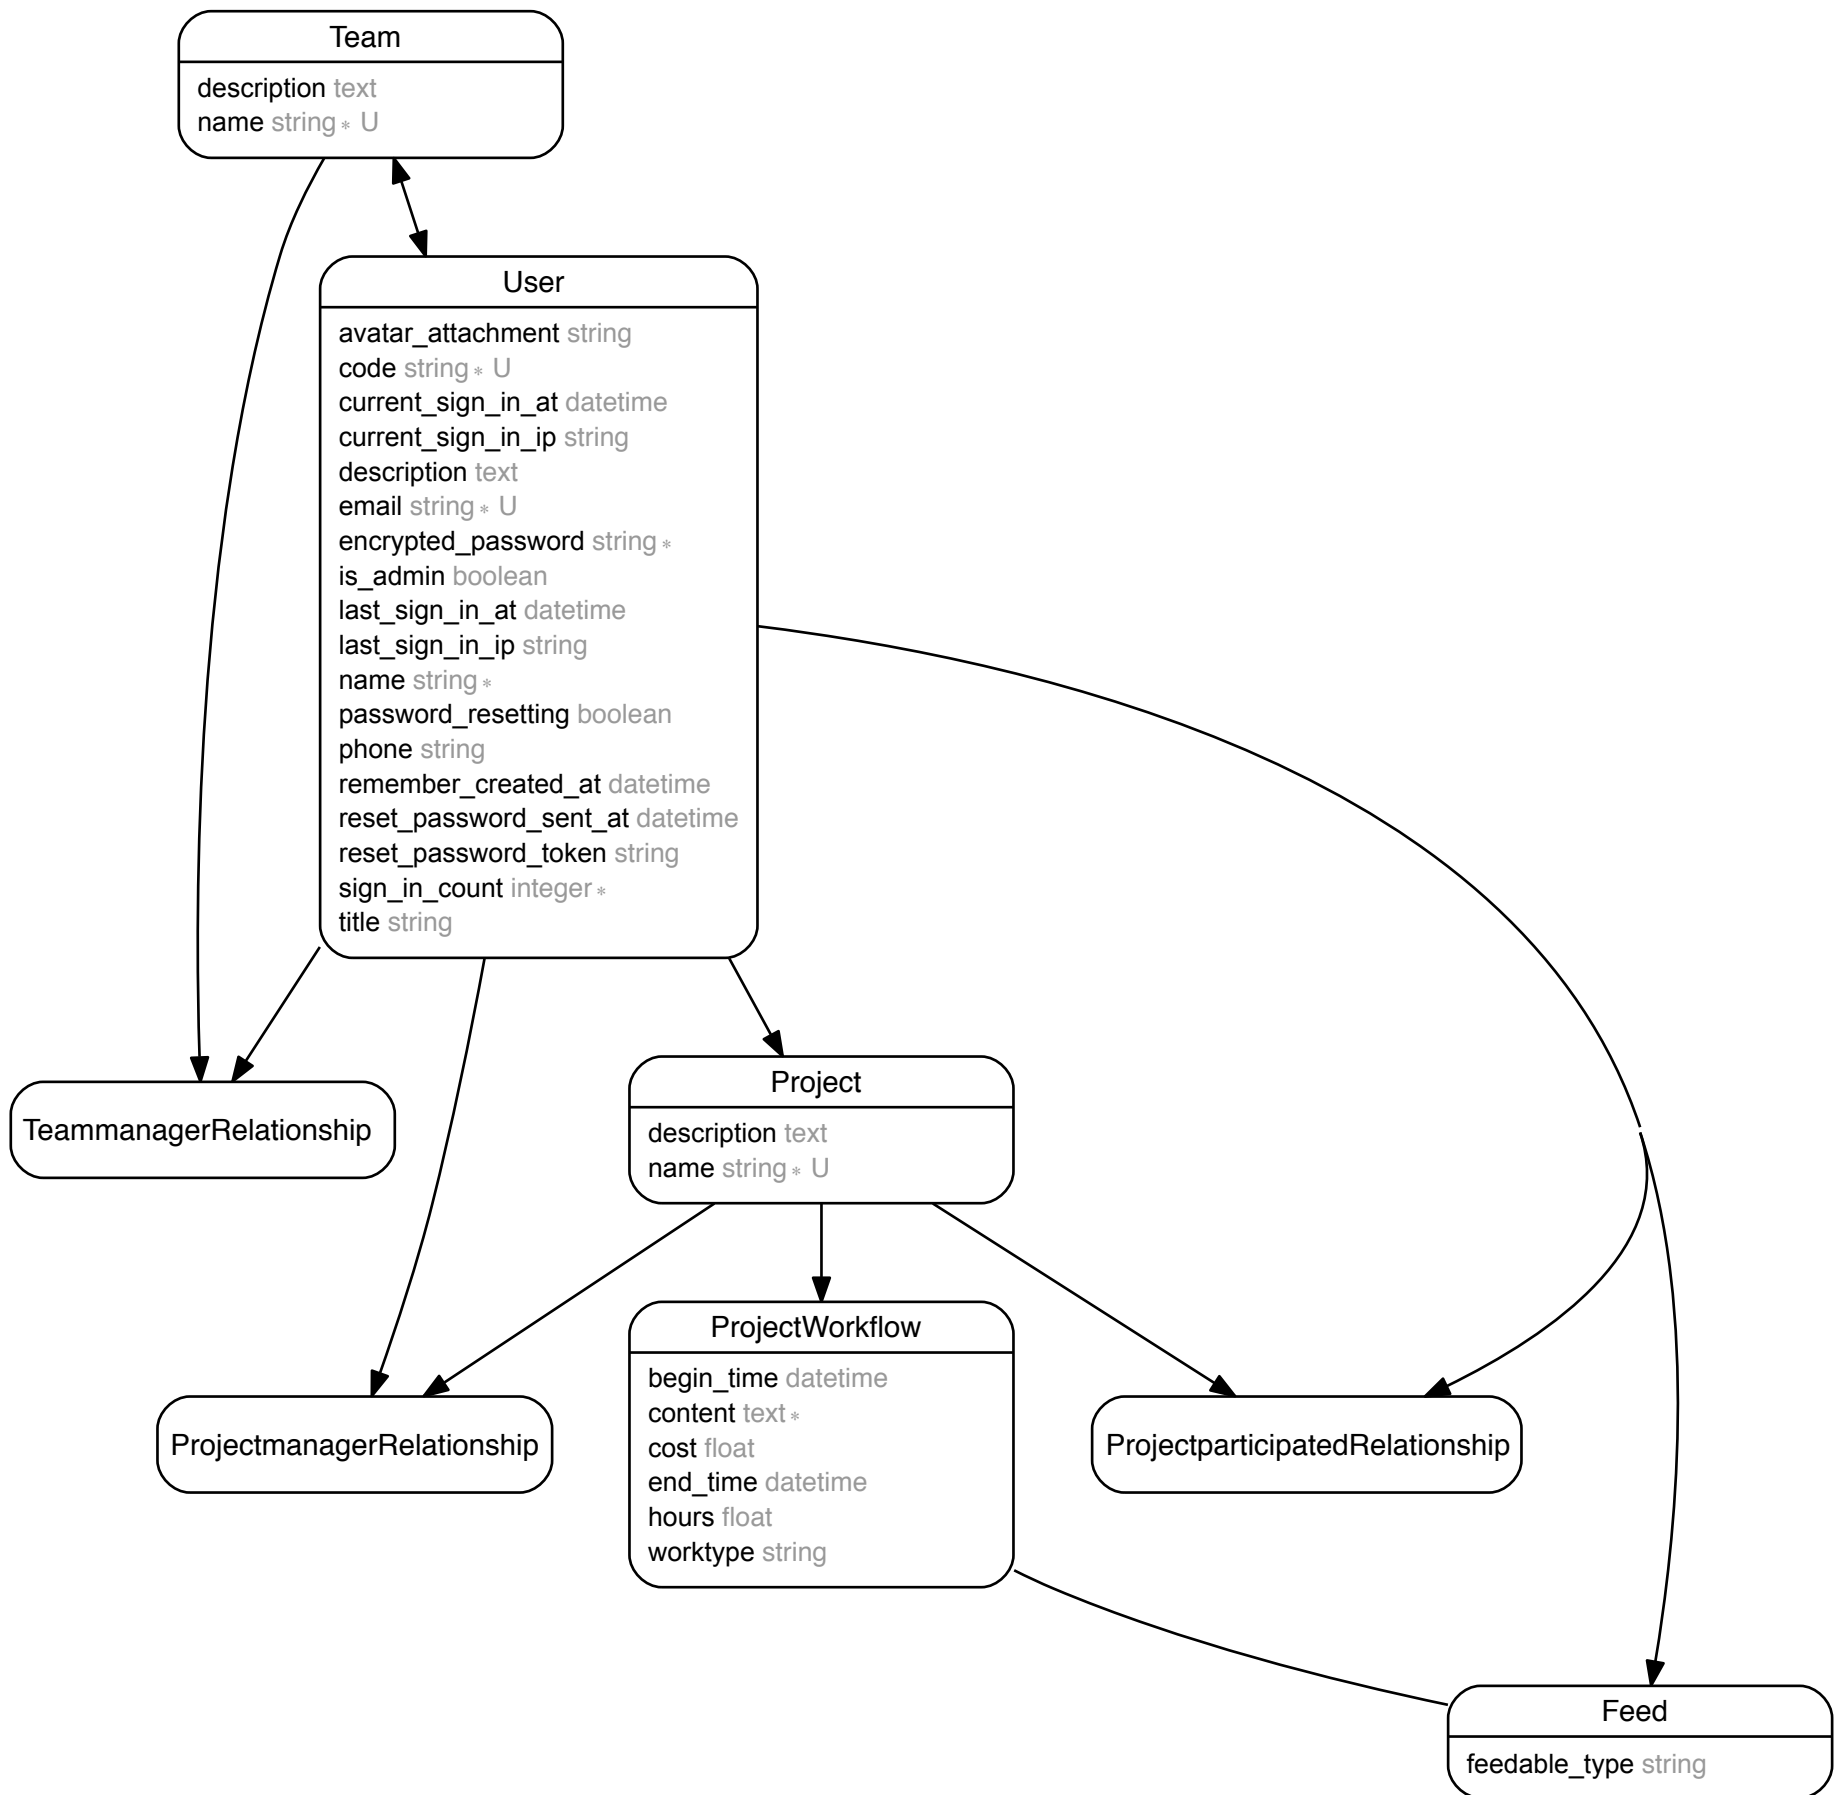 Team
description text
name string * U
User
avatar_attachment string
code string * U
current_sign_in_at datetime
current_sign_in_ip string
description text
email string * U
encrypted_password string *
is_admin boolean
last_sign_in_at datetime
last_sign_in_ip string
name string *
password_resetting boolean
phone string
remember_created_at datetime
reset_password_sent_at datetime
reset_password_token string
sign_in_count integer *
title string
TeammanagerRelationship
Project
description text
name string * U
ProjectmanagerRelationship
ProjectWorkflow
begin_time datetime
content text *
cost float
end_time datetime
hours float
worktype string
ProjectparticipatedRelationship
Feed
feedable_type string